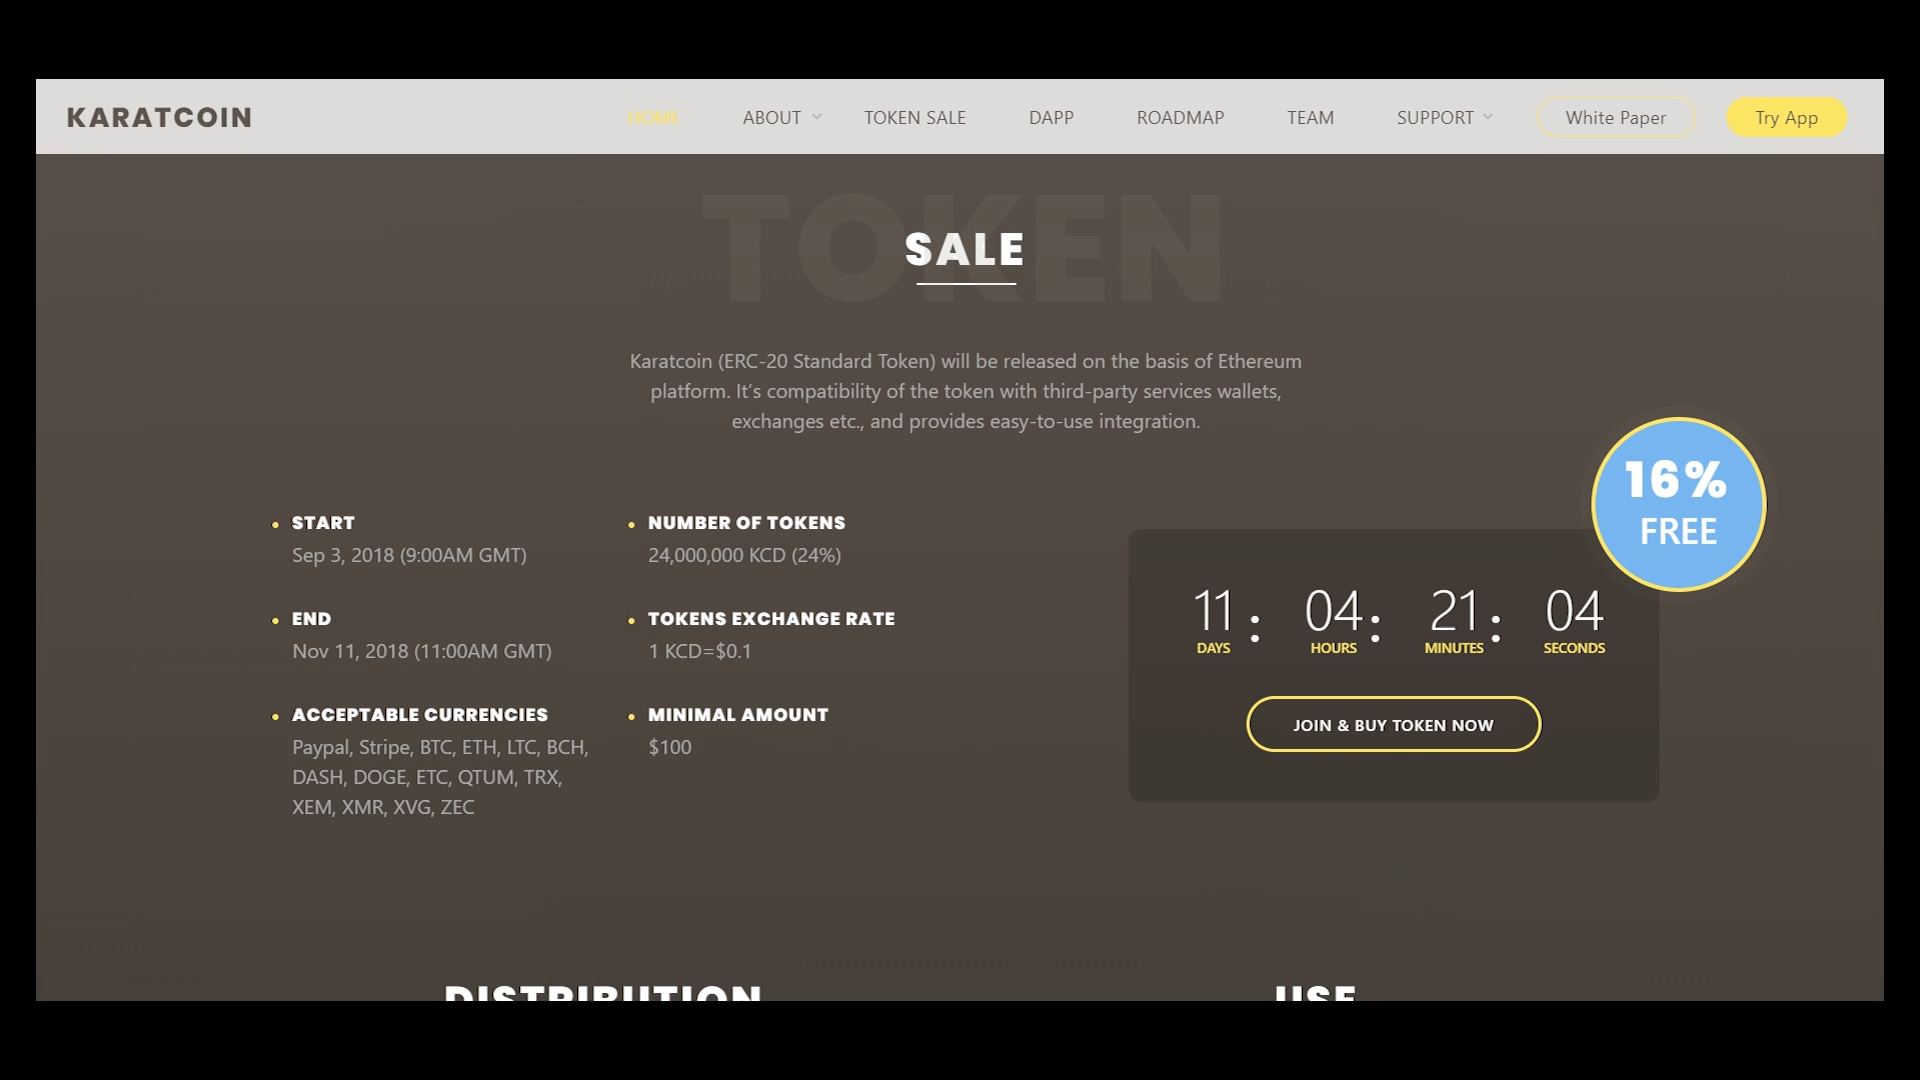 KARATCOIN
HOME ABOUT TOKEN SALE DAPP ROADMAP TEAM SUPPORT White Paper Try App
TOKEN
SALE
Karatcoin (ERC-20 Standard Token) will be released on the basis of Ethereum
platform. It’s compatibility of the token with third-party services wallets,
exchanges etc., and provides easy-to-use integration.
START
Sep 3, 2018 (9:00AM GMT)
END
Nov 11, 2018 (11:00AM GMT)
ACCEPTABLE CURRENCIES
Paypal, Stripe, BTC, ETH, LTC, BCH,
DASH, DOGE, ETC, QTUM, TRX,
XEM, XMR, XVG, ZEC
NUMBER OF TOKENS
24,000,000 KCD (24%)
TOKENS EXCHANGE RATE
1 KCD=$0.1
MINIMAL AMOUNT
$100
16%
FREE
11 : 04 : 21 : 04
DAYS HOURS MINUTES SECONDS
JOIN & BUY TOKEN NOW
DISTRIBUTION USE